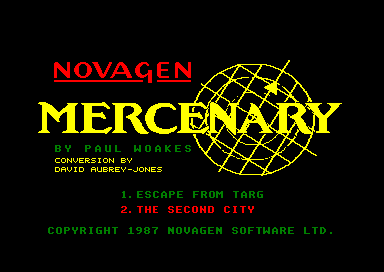 NOVAGEN
MERCENARY
BY PAUL WOAKES
CONVERSION BY
DAVID AUBREY-JONES
1. ESCAPE FROM TARG
2. THE SECOND CITY
COPYRIGHT 1987 NOVAGEN SOFTWARE LTD.